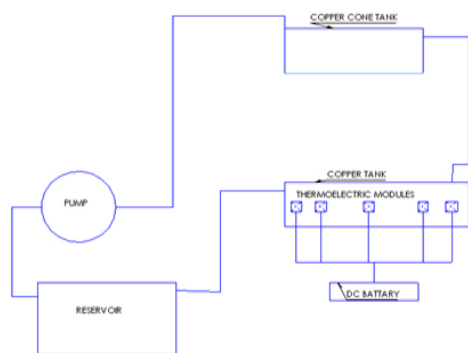 COPPER CONE TANK
COPPER TANK
THERMOELECTRIC MODULES
PUMP
DC BATTARY
RESERVOIR